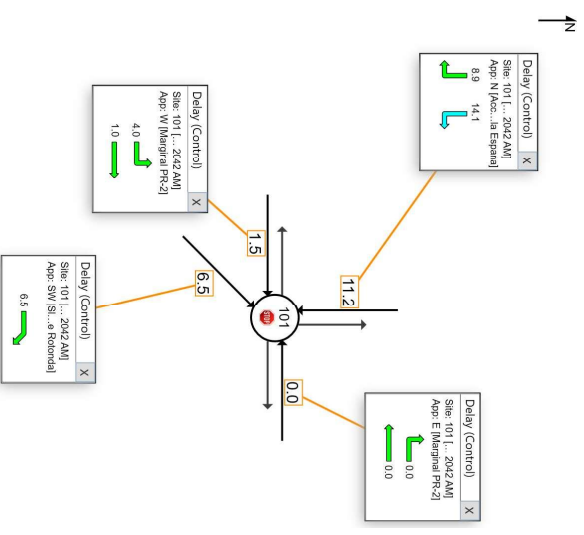 N
Delay (Control)
X
Site: 101 [... 2042 AM]
App: N [Acc...la Espana]
8.9
14.1
Delay (Control)
X
Site: 101 [... 2042 AM]
App: W [Margiral PR-2]
4.0
1.0
11.2
1.5
6.5
101
STOP
0.0
Delay (Control)
X
Site: 101 [... 2042 AM]
App: SW [Sl...e Rotonda]
6.5
Delay (Control)
X
Site: 101 [... 2042 AM]
App: E [Marginal PR-2]
0.0
0.0